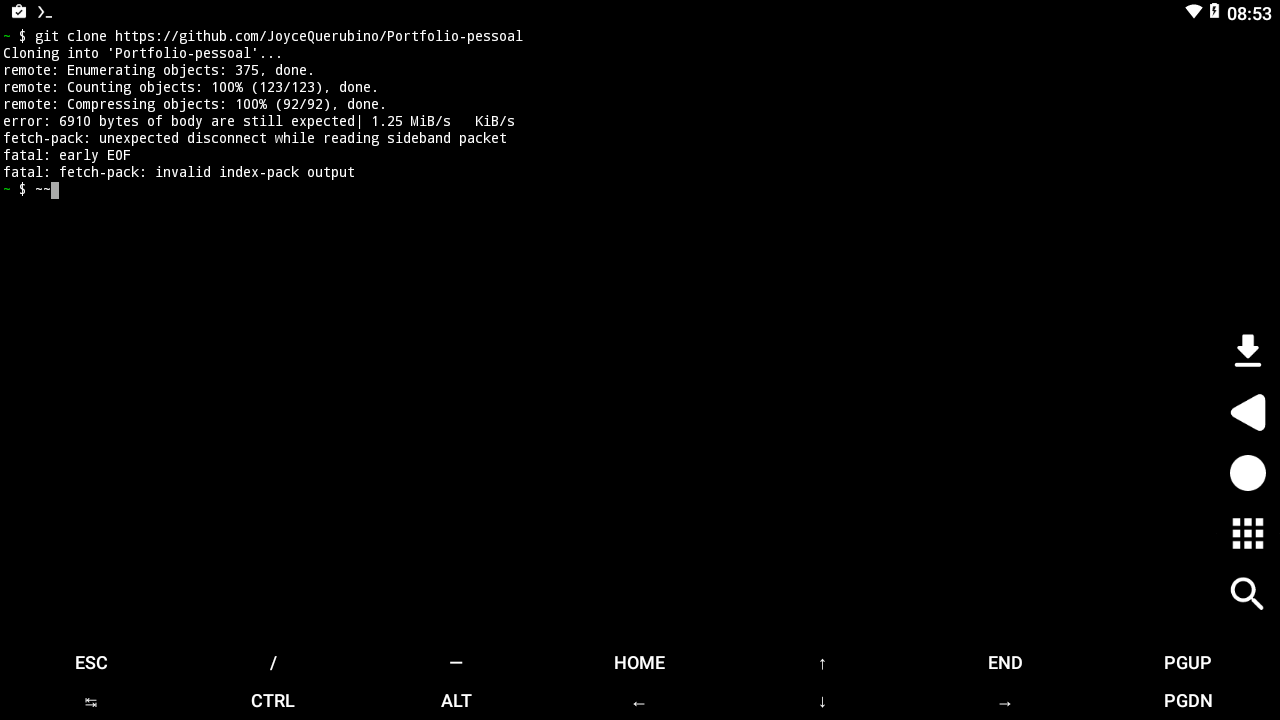 08:53
~ $ git clone https://github.com/JoyceQuerubino/Portfolio-pessoal
Cloning into 'Portfolio-pessoal'...
remote: Enumerating objects: 375, done.
remote: Counting objects: 100% (123/123), done.
remote: Compressing objects: 100% (92/92), done.
error: 6910 bytes of body are still expected| 1.25 MiB/s   KiB/s
fetch-pack: unexpected disconnect while reading sideband packet
fatal: early EOF
fatal: fetch-pack: invalid index-pack output
~ $ ~~
ESC / — HOME ↑ END PGUP
↹ CTRL ALT ← ↓ → PGDN